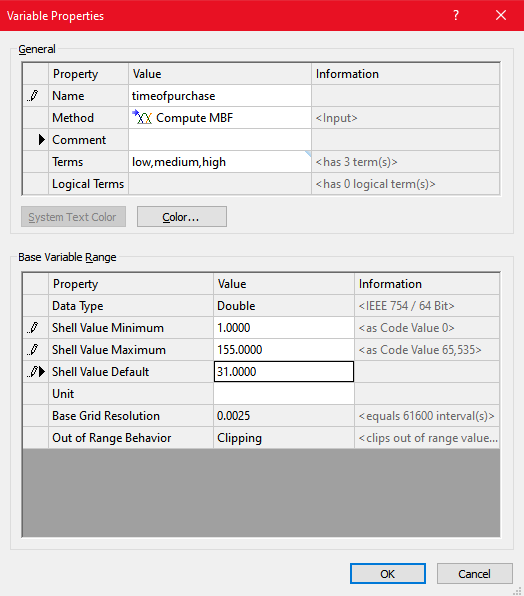 Variable Properties ?
General
Property Value Information
Name timeofpurchase
Method XX Compute MBF <Input>
Comment
Terms low,medium,high <has 3 term(s)>
Logical Terms <has 0 logical term(s)>
System Text Color Color...
Base Variable Range
Property Value Information
Data Type Double <IEEE 754 / 64 Bit>
Shell Value Minimum 1.0000 <as Code Value 0>
Shell Value Maximum 155.0000 <as Code Value 65,535>
Shell Value Default 31.0000
Unit
Base Grid Resolution 0.0025 <equals 61600 interval(s)>
Out of Range Behavior Clipping <clips out of range value...
OK Cancel